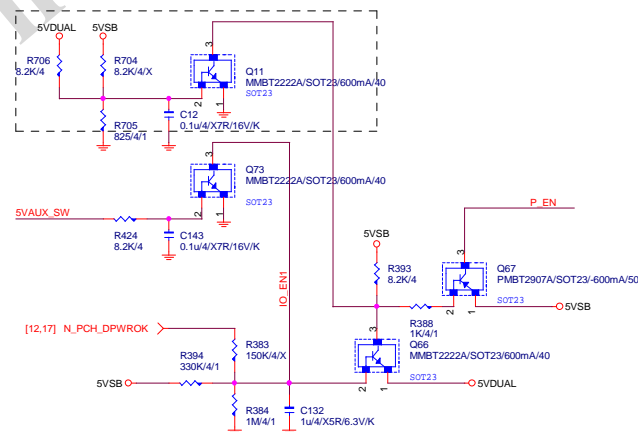 5VDUAL
5VSB
R706
8.2K/4
R704
8.2K/4/X
3
Q11
MMBT2222A/SOT23/600mA/40
SOT23
2
1
R705
825/4/1
C12
0.1u/4/X7R/16V/K
3
Q73
MMBT2222A/SOT23/600mA/40
SOT23
2
1
5VAUX_SW
R424
8.2K/4
C143
0.1u/4/X7R/16V/K
P_EN
5VSB
R393
8.2K/4
3
Q67
PMBT2907A/SOT23/-600mA/50
SOT23
2
1
5VSB
IO_EN1
R388
1K/4/1
[12,17] N_PCH_DPWROK
R383
150K/4/X
3
Q66
MMBT2222A/SOT23/600mA/40
SOT23
R394
330K/4/1
5VSB
2
1
5VDUAL
R384
1M/4/1
C132
1u/4/X5R/6.3V/K